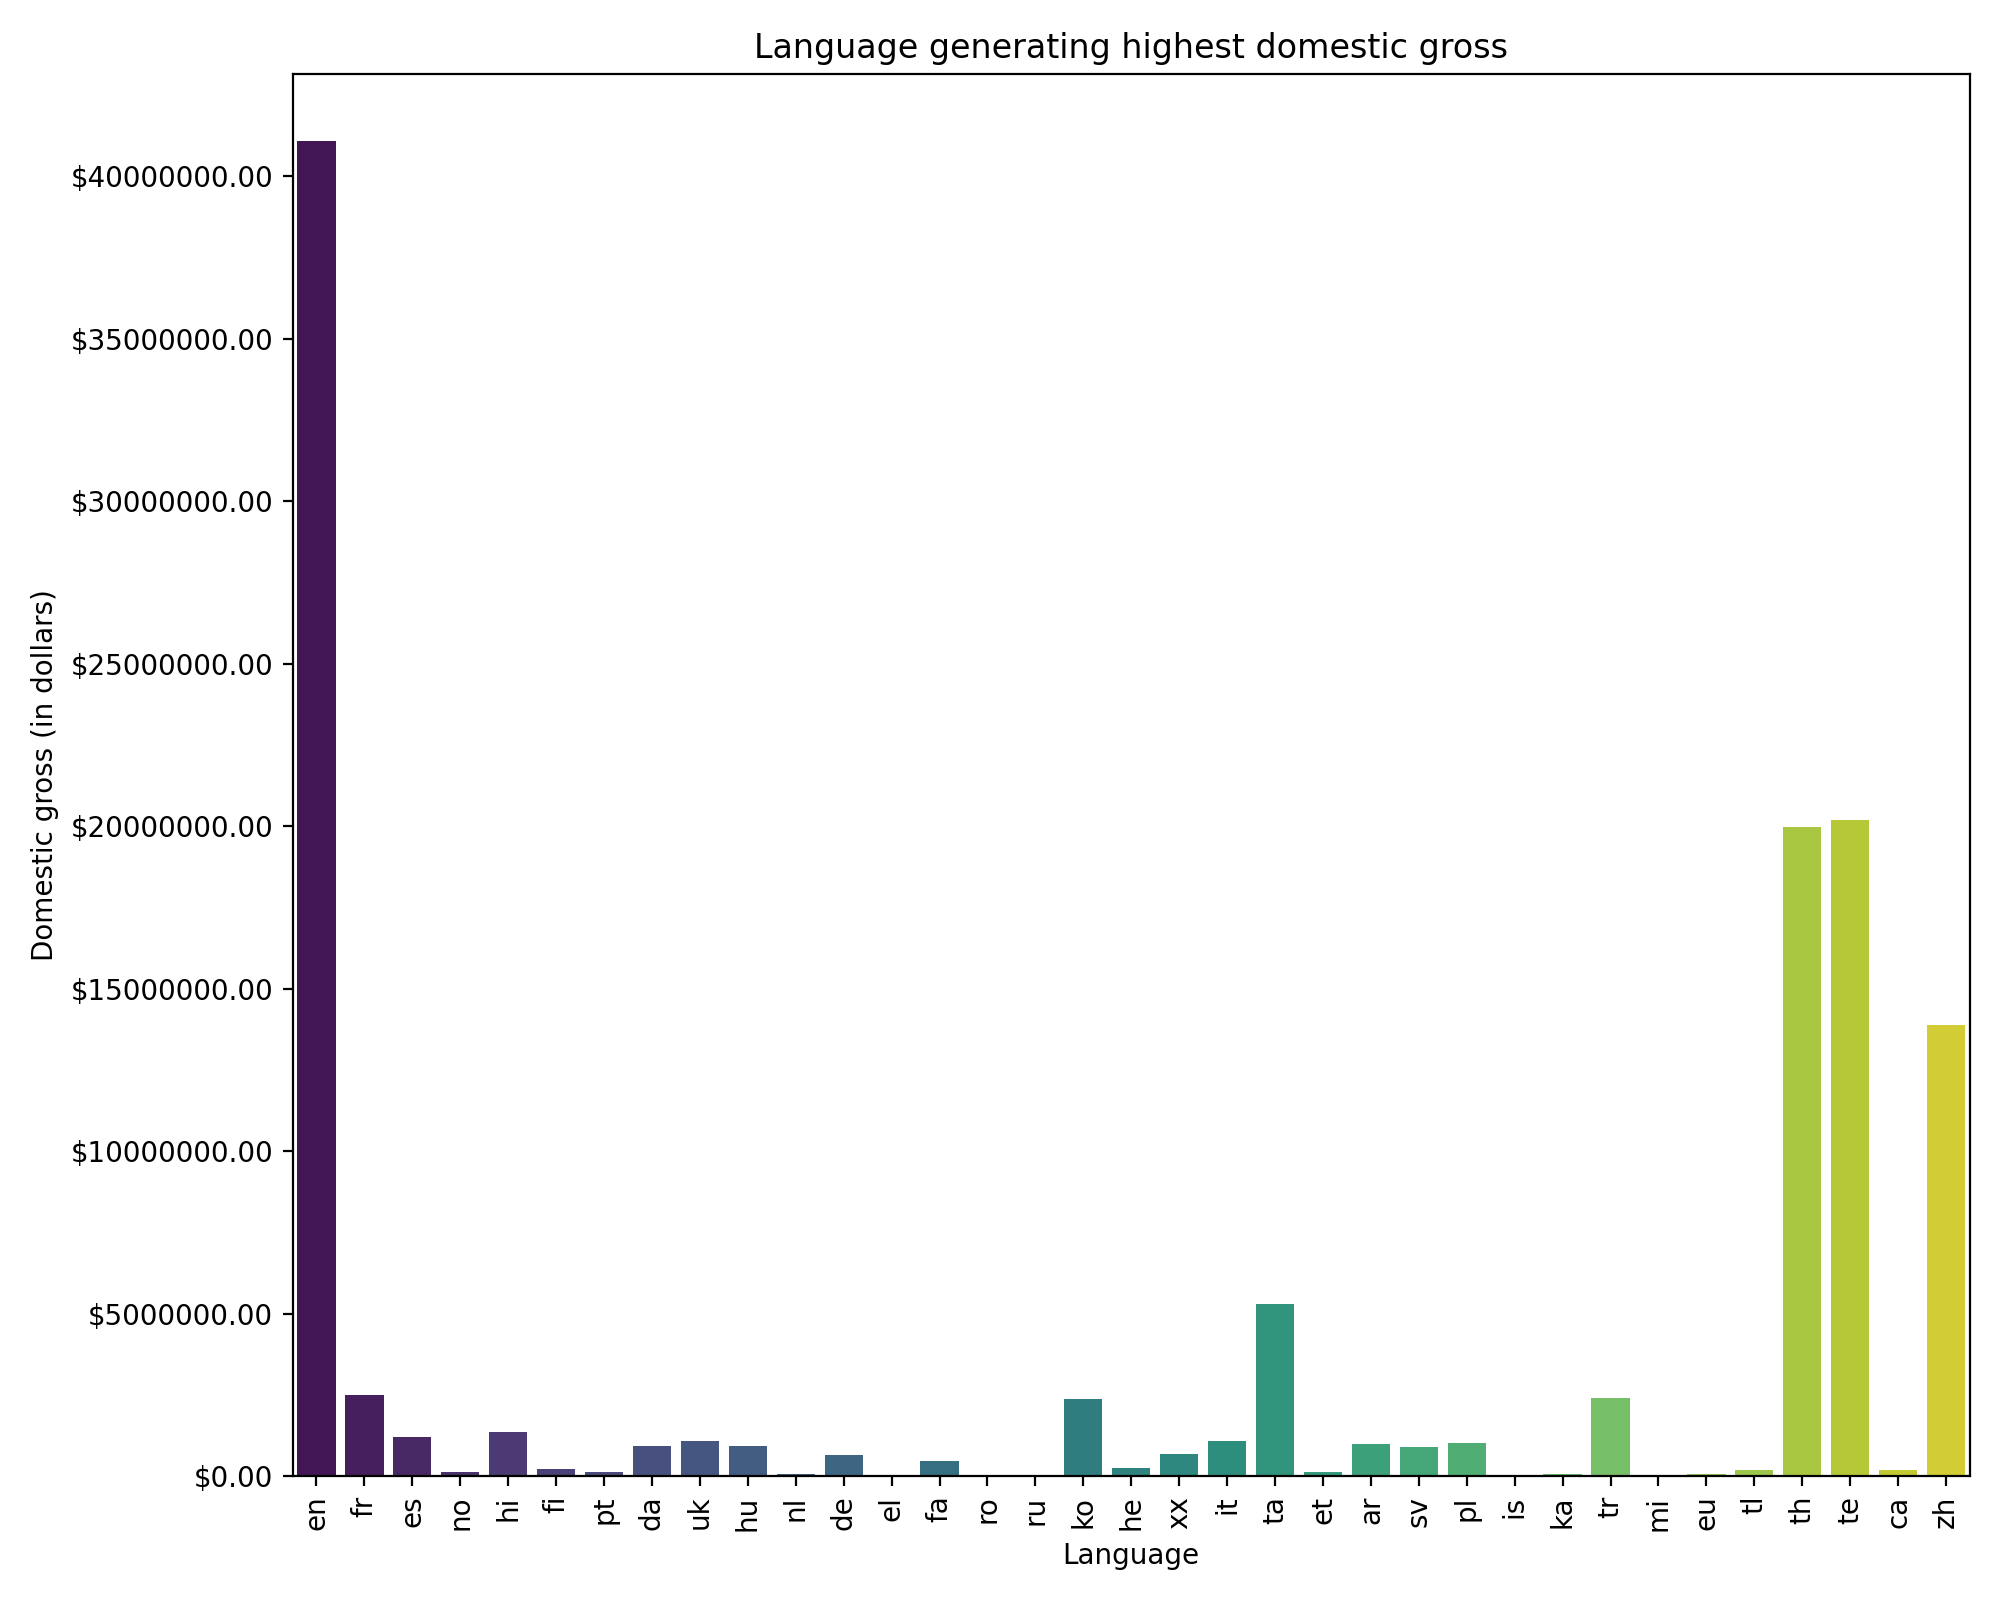 Language generating highest domestic gross
Domestic gross (in dollars)
$40000000.00
$35000000.00
$30000000.00
$25000000.00
$20000000.00
$15000000.00
$10000000.00
$5000000.00
$0.00
en
fr
es
no
hi
fi
pt
da
uk
hu
nl
de
el
fa
ro
ru
ko
he
xx
it
ta
et
ar
sv
pl
is
ka
tr
mi
eu
tl
th
te
ca
zh
Language